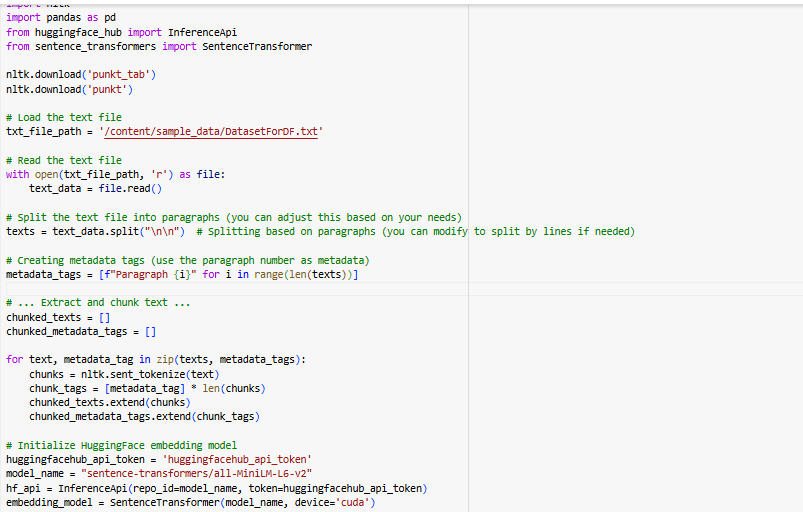 import nltk
import pandas as pd
from huggingface_hub import InferenceApi
from sentence_transformers import SentenceTransformer
nltk.download('punkt_tab')
nltk.download('punkt')
# Load the text file
txt_file_path = '/content/sample_data/DatasetForDF.txt'
# Read the text file
with open(txt_file_path, 'r') as file:
    text_data = file.read()
# Split the text file into paragraphs (you can adjust this based on your needs)
texts = text_data.split("\n\n")  # Splitting based on paragraphs (you can modify to split by lines if needed)
# Creating metadata tags (use the paragraph number as metadata)
metadata_tags = [f"Paragraph {i}" for i in range(len(texts))]
# ... Extract and chunk text ...
chunked_texts = []
chunked_metadata_tags = []
for text, metadata_tag in zip(texts, metadata_tags):
    chunks = nltk.sent_tokenize(text)
    chunk_tags = [metadata_tag] * len(chunks)
    chunked_texts.extend(chunks)
    chunked_metadata_tags.extend(chunk_tags)
# Initialize HuggingFace embedding model
huggingfacehub_api_token = 'huggingfacehub_api_token'
model_name = "sentence-transformers/all-MiniLM-L6-v2"
hf_api = InferenceApi(repo_id=model_name, token=huggingfacehub_api_token)
embedding_model = SentenceTransformer(model_name, device='cuda')